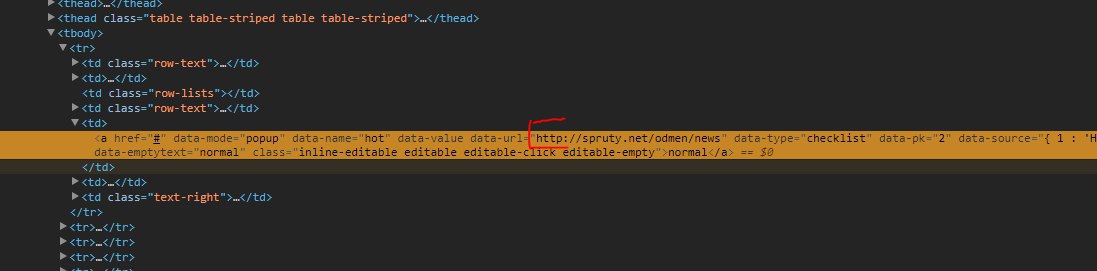 <thead>…</thead>
<thead class="table table-striped table table-striped">…</thead>
<tbody>
<tr>
<td class="row-text">…</td>
<td>…</td>
<td class="row-lists"></td>
<td class="row-text">…</td>
<td>
<a href="#" data-mode="popup" data-name="hot" data-value data-url="http://spruty.net/odmen/news" data-type="checklist" data-pk="2" data-source="{ 1 : 'H
data-emptytext="normal" class="inline-editable editable editable-click editable-empty">normal</a> == $0
</td>
<td>…</td>
<td class="text-right">…</td>
</tr>
<tr>…</tr>
<tr>…</tr>
<tr>…</tr>
<tr>…</tr>